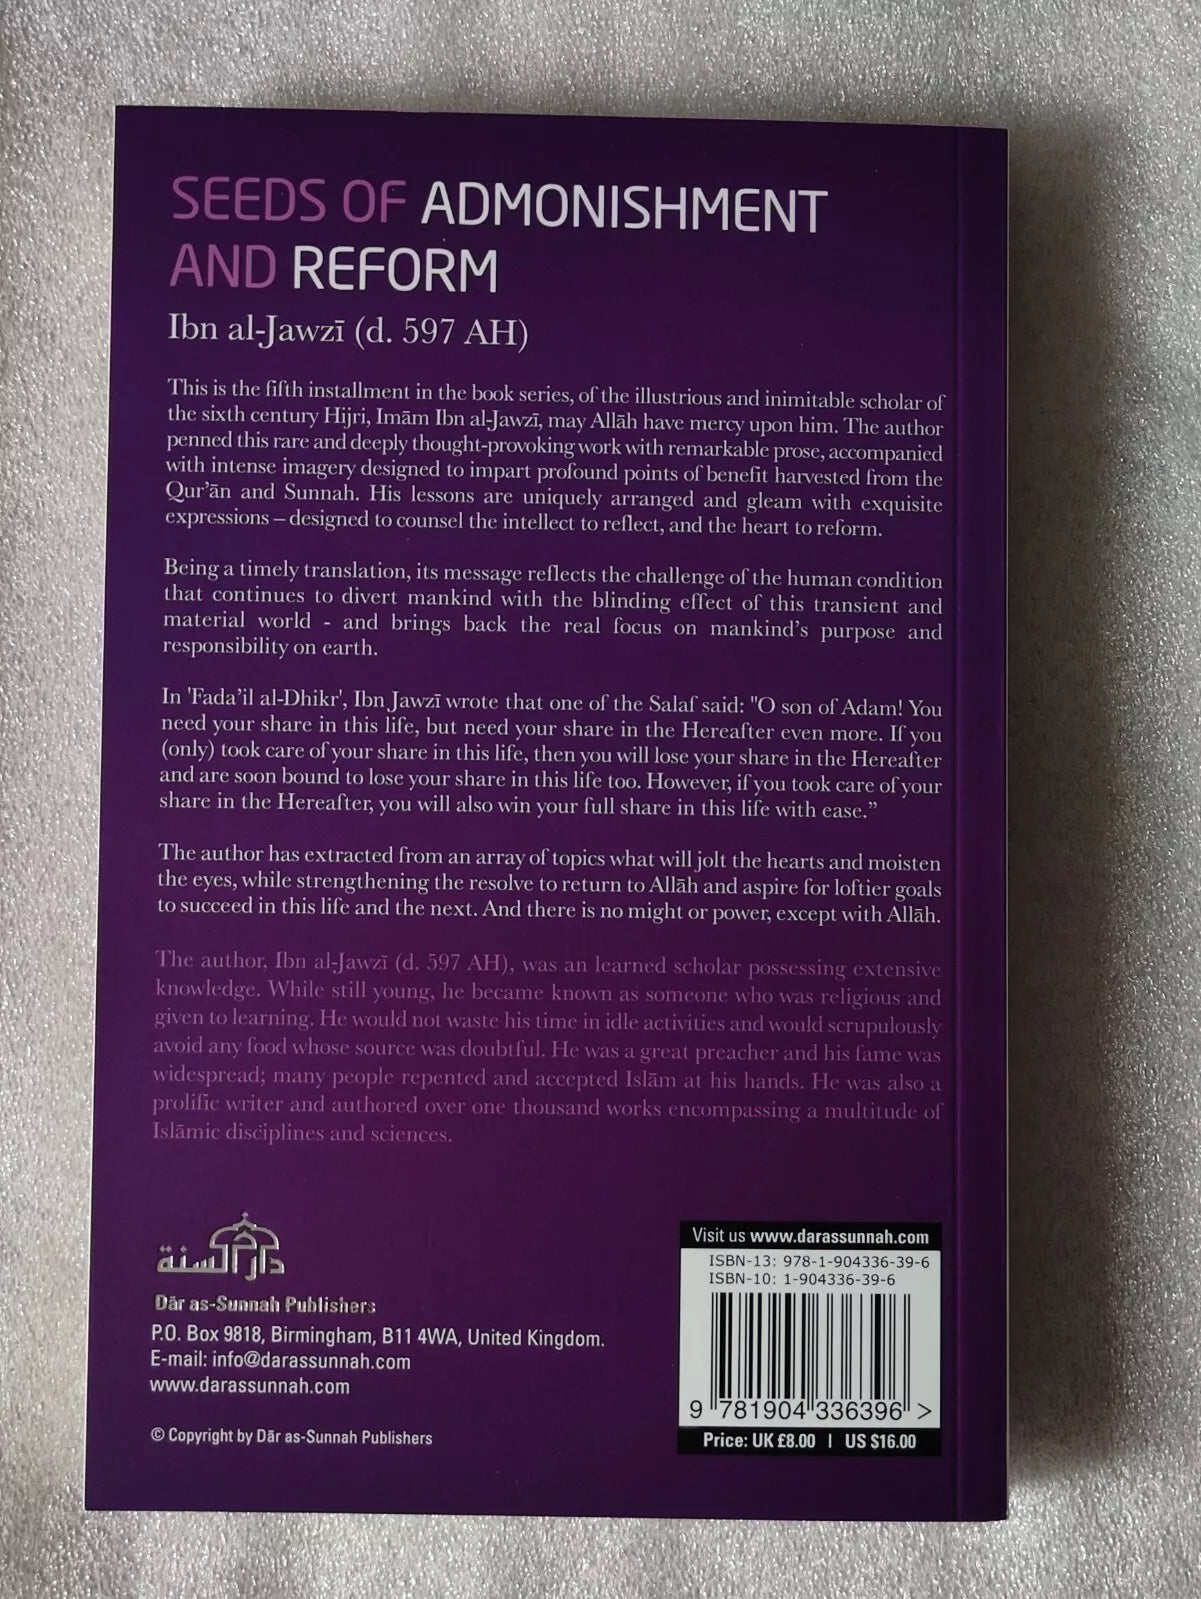 SEEDS OF ADMONISHMENT
AND REFORM
Ibn al-Jawzī (d. 597 AH)
This is the fifth installment in the book series, of the illustrious and inimitable scholar of
the sixth century Hijri, Imām Ibn al-Jawzī, may Allāh have mercy upon him. The author
penned this rare and deeply thought-provoking work with remarkable prose, accompanied
with intense imagery designed to impart profound points of benefit harvested from the
Qur'ān and Sunnah. His lessons are uniquely arranged and gleam with exquisite
expressions – designed to counsel the intellect to reflect, and the heart to reform.
Being a timely translation, its message reflects the challenge of the human condition
that continues to divert mankind with the blinding effect of this transient and
material world - and brings back the real focus on mankind's purpose and
responsibility on earth.
In 'Fada'il al-Dhikr', Ibn Jawzī wrote that one of the Salaf said: "O son of Adam! You
need your share in this life, but need your share in the Hereafter even more. If you
(only) took care of your share in this life, then you will lose your share in the Hereafter
and are soon bound to lose your share in this life too. However, if you took care of your
share in the Hereafter, you will also win your full share in this life with ease."
The author has extracted from an array of topics what will jolt the hearts and moisten
the eyes, while strengthening the resolve to return to Allāh and aspire for loftier goals
to succeed in this life and the next. And there is no might or power, except with Allāh.
The author, Ibn al-Jawzī (d. 597 AH), was an learned scholar possessing extensive
knowledge. While still young, he became known as someone who was religious and
given to learning. He would not waste his time in idle activities and would scrupulously
avoid any food whose source was doubtful. He was a great preacher and his fame was
widespread; many people repented and accepted Islām at his hands. He was also a
prolific writer and authored over one thousand works encompassing a multitude of
Islāmic disciplines and sciences.
دار السنة
Dār as-Sunnah Publishers
P.O. Box 9818, Birmingham, B11 4WA, United Kingdom.
E-mail: info@darassunnah.com
www.darassunnah.com
© Copyright by Dār as-Sunnah Publishers
Visit us www.darassunnah.com
ISBN-13: 978-1-904336-39-6
ISBN-10: 1-904336-39-6
9 781904 336396 >
Price: UK £8.00 | US $16.00